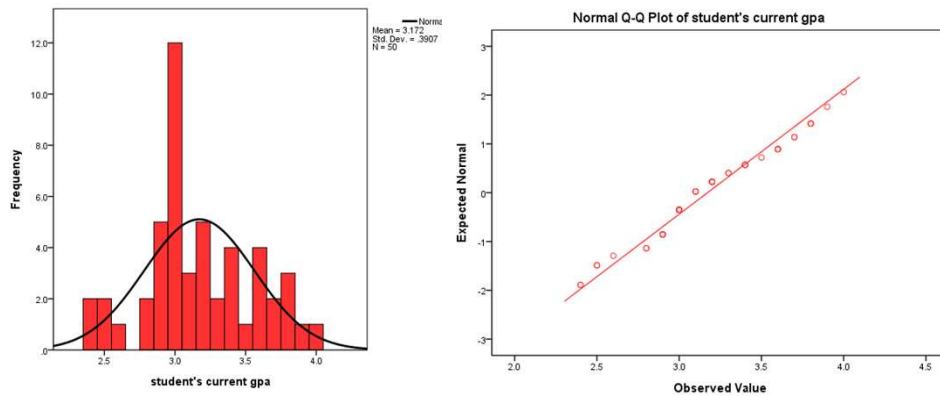 Norma
Mean = 3.172
Std. Dev. = .3907
N = 50
12.0
10.0
8.0
6.0
4.0
2.0
.0
Frequency
2.5 3.0 3.5 4.0
student's current gpa
Normal Q-Q Plot of student's current gpa
3
2
1
0
-1
-2
-3
Expected Normal
2.0 2.5 3.0 3.5 4.0 4.5
Observed Value